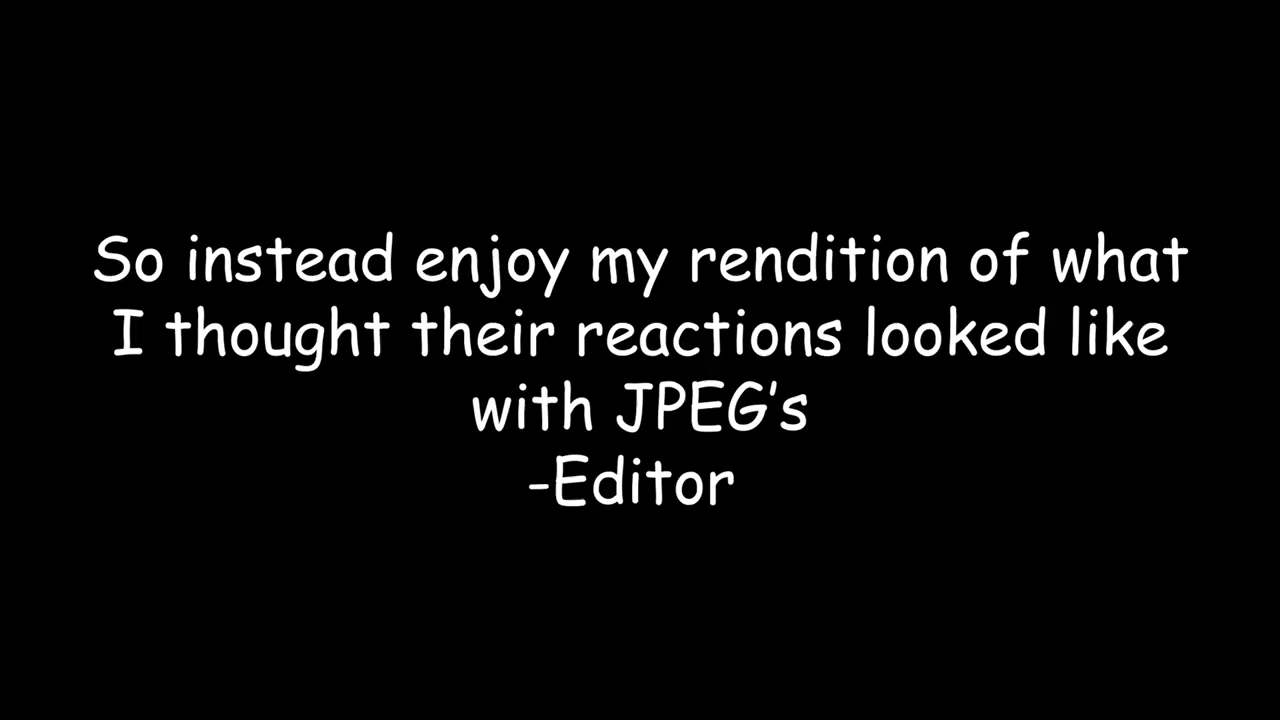 So instead enjoy my rendition of what
I thought their reactions looked like
with JPEG's
-Editor